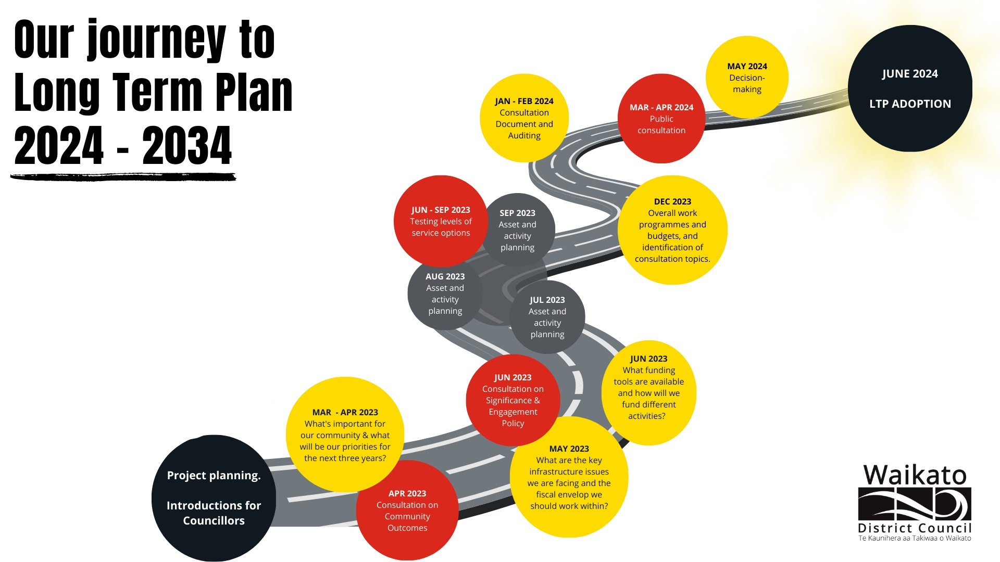 Our journey to
Long Term Plan
2024 - 2034
Project planning.
Introductions for
Councillors
MAR - APR 2023
What's important for
our community & what
will be our priorities for
the next three years?
APR 2023
Consultation on
Community
Outcomes
MAY 2023
What are the key
infrastructure issues
we are facing and the
fiscal envelop we
should work within?
JUN 2023
Consultation on
Significance &
Engagement
Policy
JUN 2023
What funding
tools are available
and how will we
fund different
activities?
JUL 2023
Asset and
activity
planning
AUG 2023
Asset and
activity
planning
SEP 2023
Asset and
activity
planning
JUN - SEP 2023
Testing levels of
service options
DEC 2023
Overall work
programmes and
budgets, and
identification of
consultation topics.
JAN - FEB 2024
Consultation
Document and
Auditing
MAR - APR 2024
Public
consultation
MAY 2024
Decision-
making
JUNE 2024
LTP ADOPTION
Waikato
District Council
Te Kaunihera aa Takiwaa o Waikato